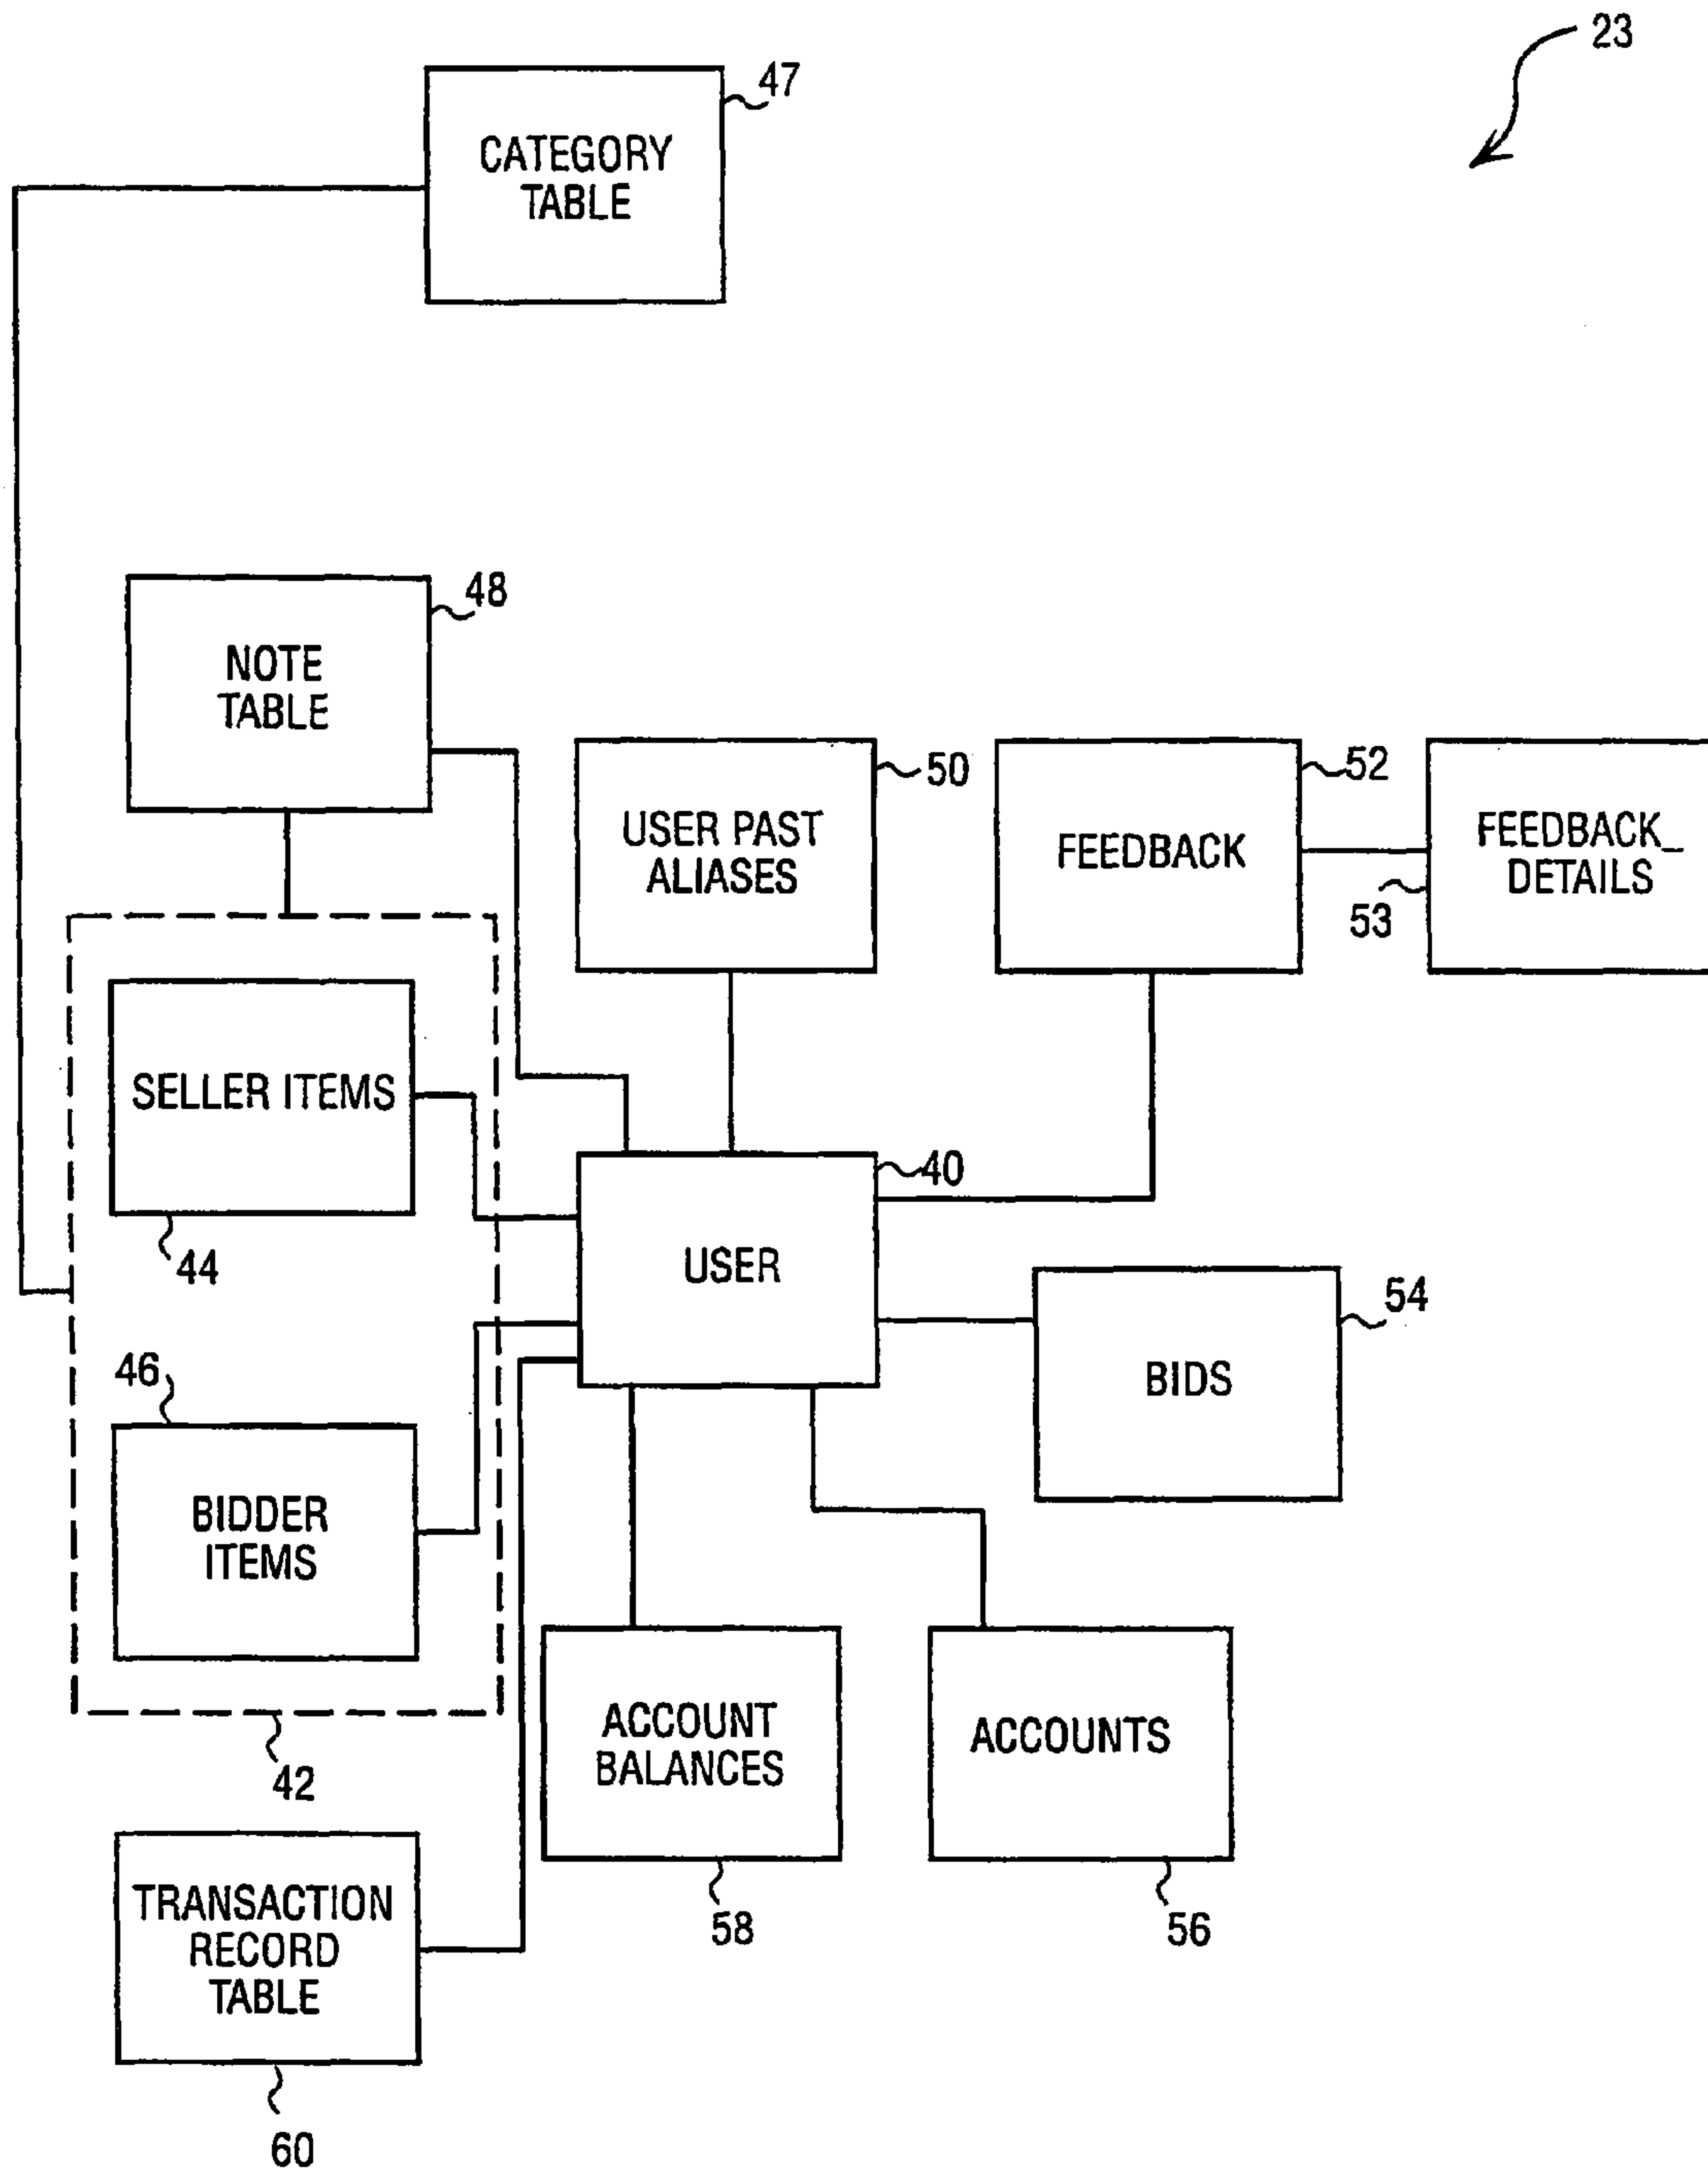 23
47
CATEGORY
TABLE
48
NOTE
TABLE
50
USER PAST
ALIASES
52
FEEDBACK
53
FEEDBACK_
DETAILS
SELLER ITEMS
44
40
USER
54
BIDS
46
BIDDER
ITEMS
42
ACCOUNT
BALANCES
58
ACCOUNTS
56
TRANSACTION
RECORD
TABLE
60